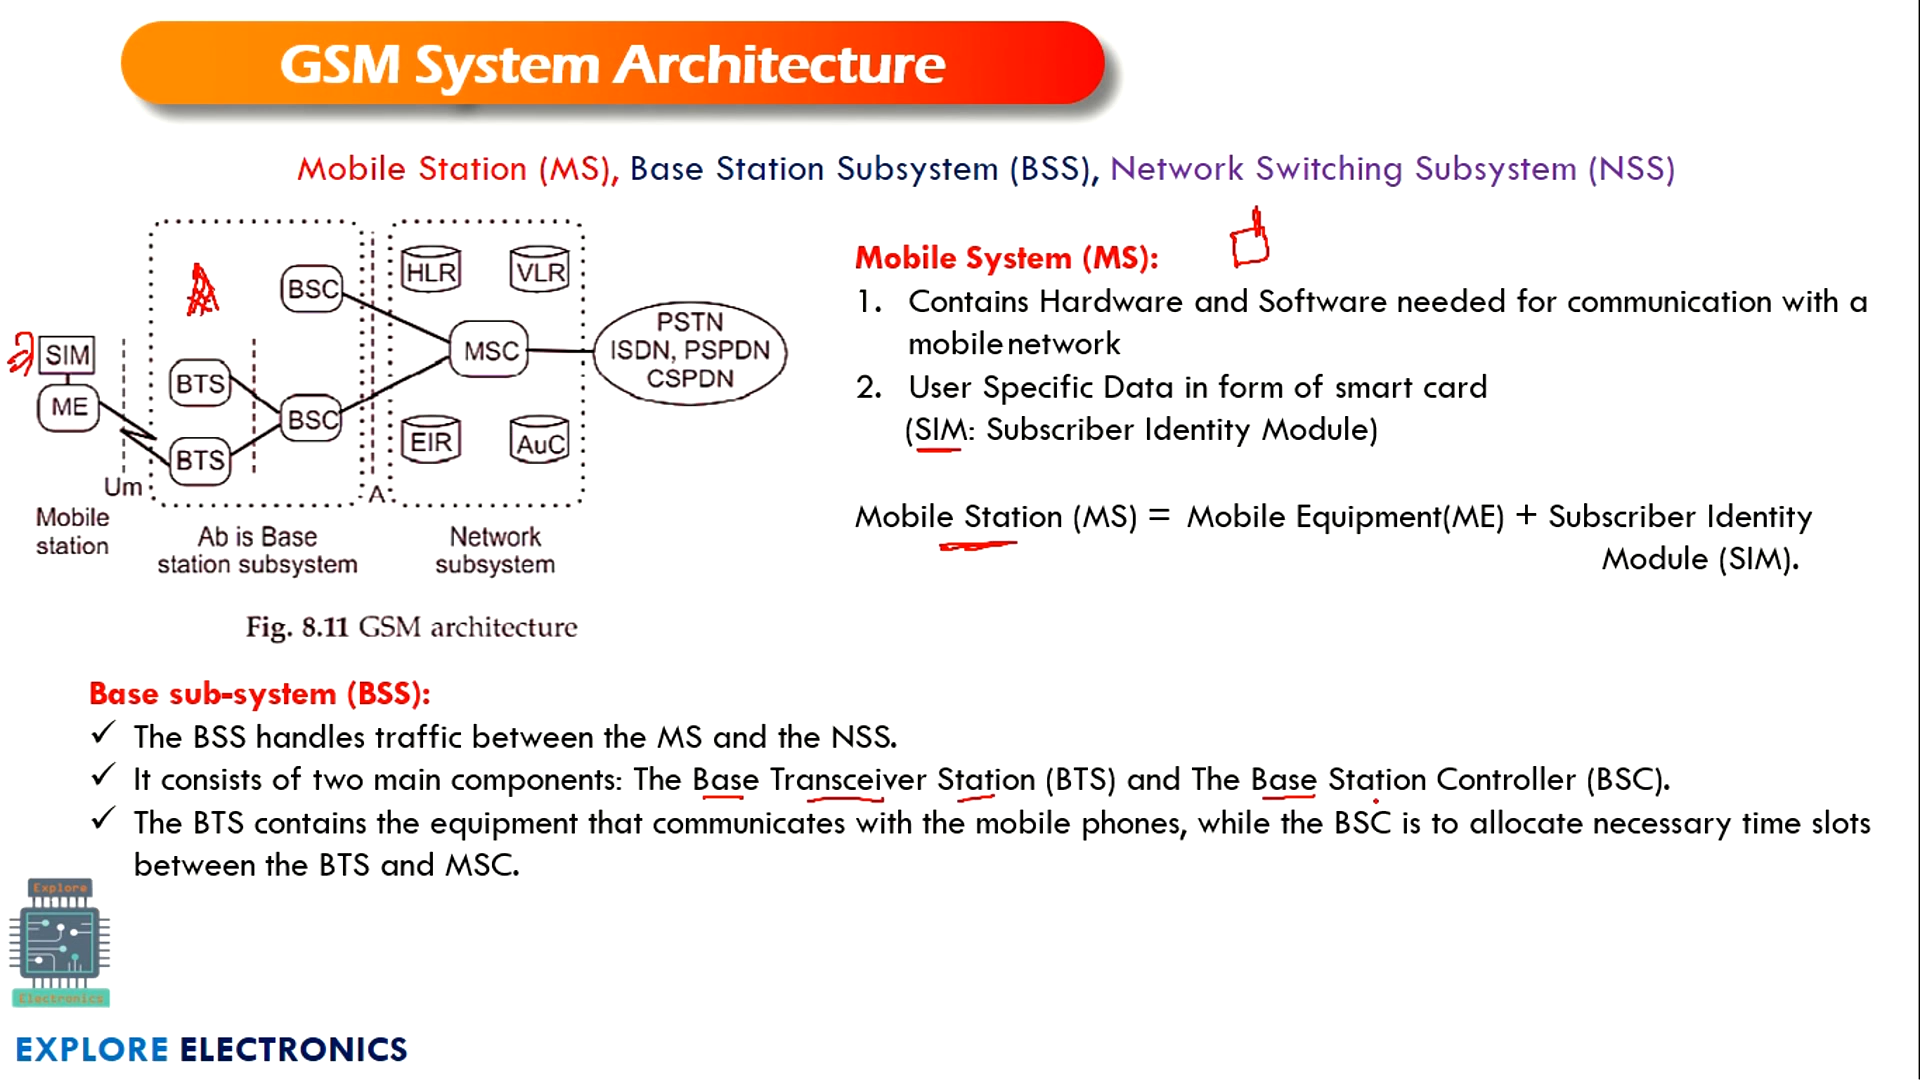 GSM System Architecture
Mobile Station (MS), Base Station Subsystem (BSS), Network Switching Subsystem (NSS)
HLR
VLR
BSC
SIM
MSC
PSTN
ISDN, PSPDN
CSPDN
BTS
ME
BSC
EIR
AuC
BTS
Um
A
Mobile
station
Ab is Base
station subsystem
Network
subsystem
Fig. 8.11 GSM architecture
Mobile System (MS):
1. Contains Hardware and Software needed for communication with a
mobile network
2. User Specific Data in form of smart card
(SIM: Subscriber Identity Module)
Mobile Station (MS) = Mobile Equipment(ME) + Subscriber Identity
Module (SIM).
Base sub-system (BSS):
✓ The BSS handles traffic between the MS and the NSS.
✓ It consists of two main components: The Base Transceiver Station (BTS) and The Base Station Controller (BSC).
✓ The BTS contains the equipment that communicates with the mobile phones, while the BSC is to allocate necessary time slots
between the BTS and MSC.
Explore
Electronics
EXPLORE ELECTRONICS